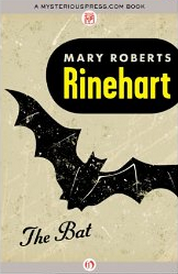 A MYSTERIOUSPRESS.COM BOOK
MARY ROBERTS
Rinehart
The Bat